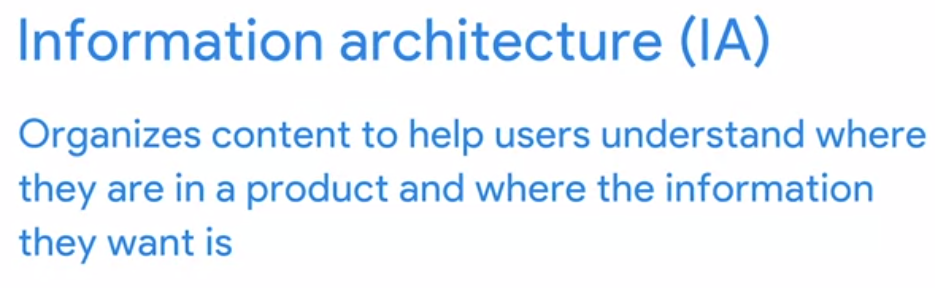 Information architecture (IA)
Organizes content to help users understand where
they are in a product and where the information
they want is